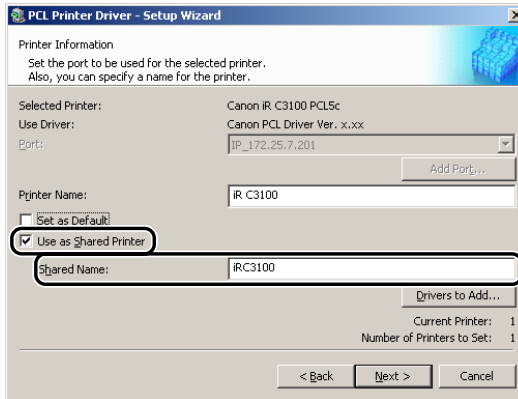 PCL Printer Driver - Setup Wizard
Printer Information
Set the port to be used for the selected printer.
Also, you can specify a name for the printer.
Selected Printer: Canon iR C3100 PCL5c
Use Driver: Canon PCL Driver Ver. x.xx
Port: IP_172.25.7.201
Add Port...
Printer Name: iR C3100
Set as Default
Use as Shared Printer
Shared Name: iRC3100
Drivers to Add...
Current Printer: 1
Number of Printers to Set: 1
< Back Next > Cancel